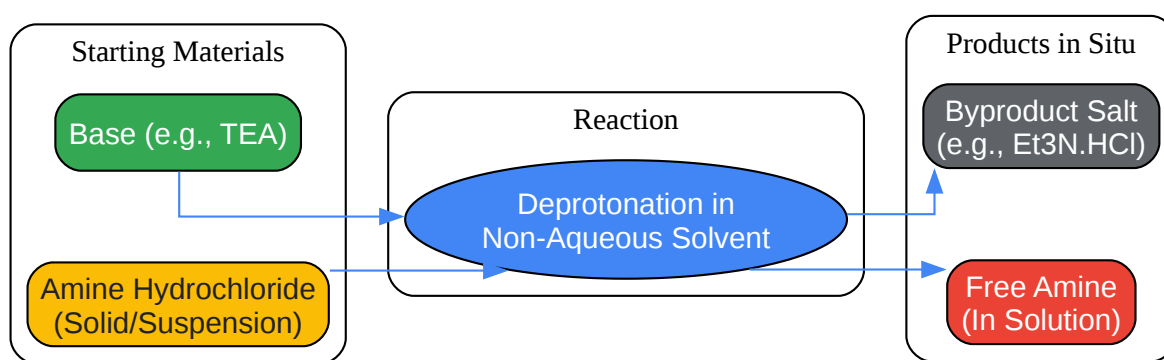 Starting Materials
Base (e.g., TEA)
Amine Hydrochloride
(Solid/Suspension)
Reaction
Deprotonation in
Non-Aqueous Solvent
Products in Situ
Byproduct Salt
(e.g., Et3N.HCl)
Free Amine
(In Solution)